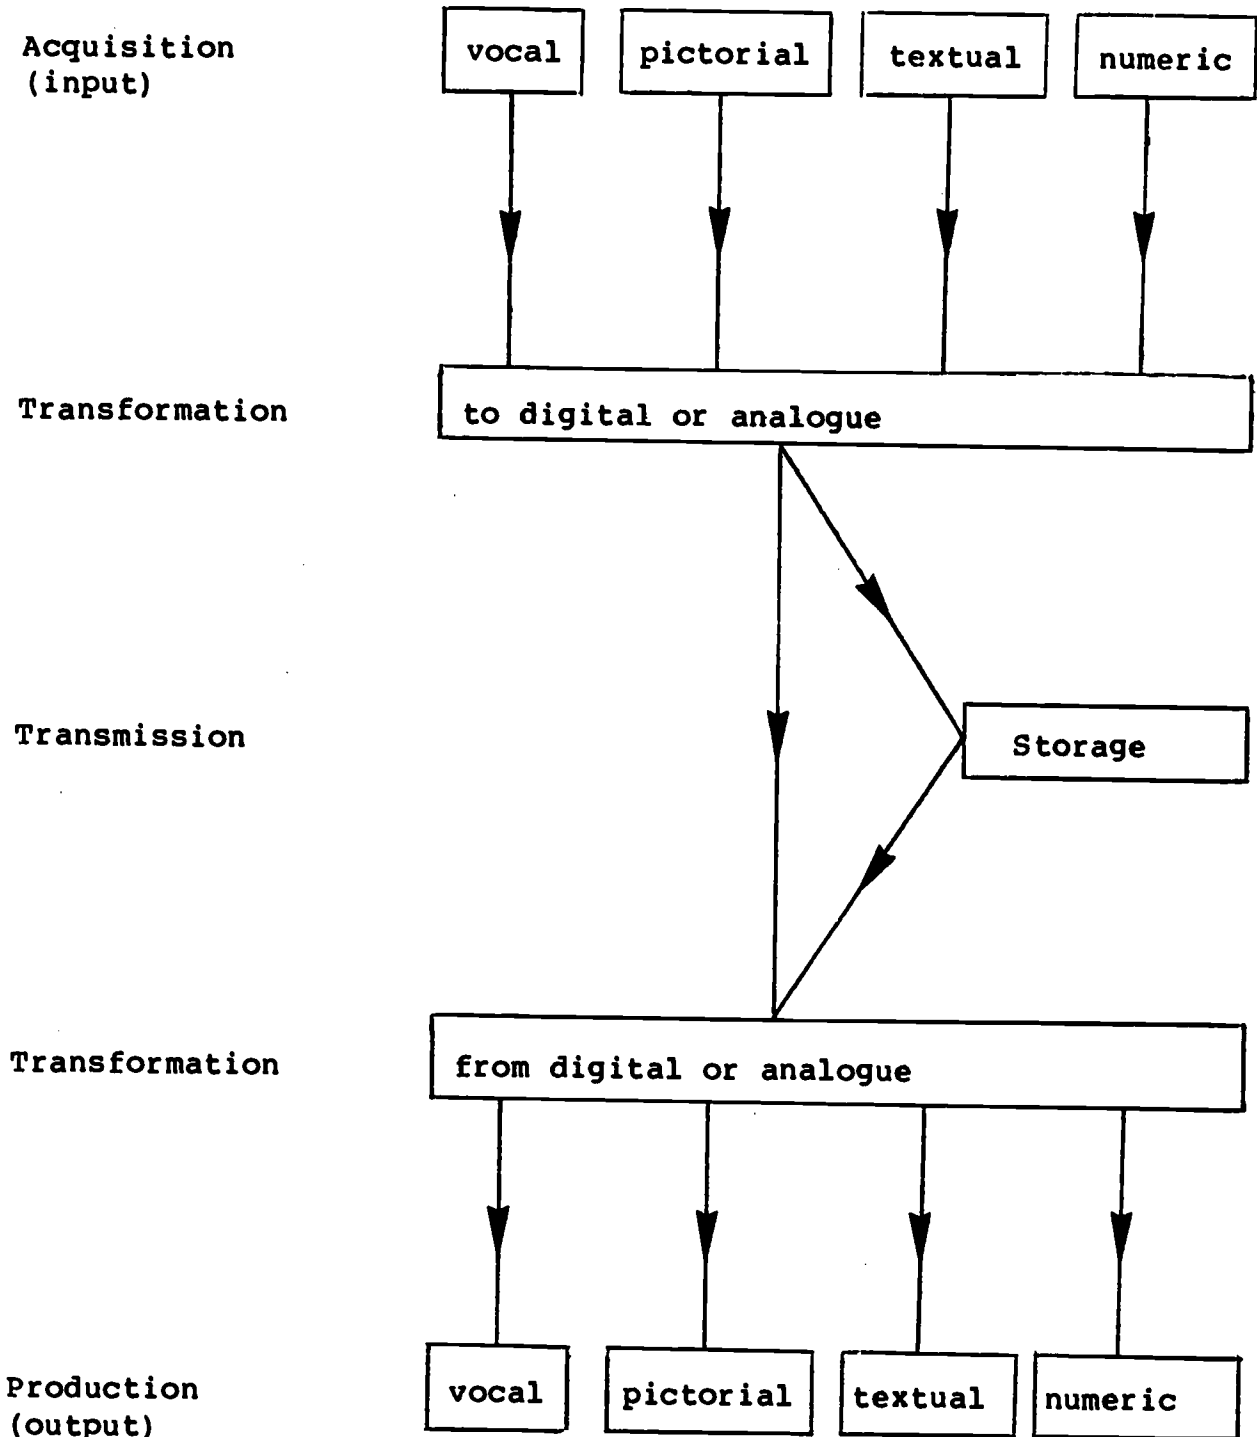 Acquisition
(input)
vocal
pictorial
textual
numeric
Transformation
to digital or analogue
Transmission
Storage
Transformation
from digital or analogue
Production
(output)
vocal
pictorial
textual
numeric